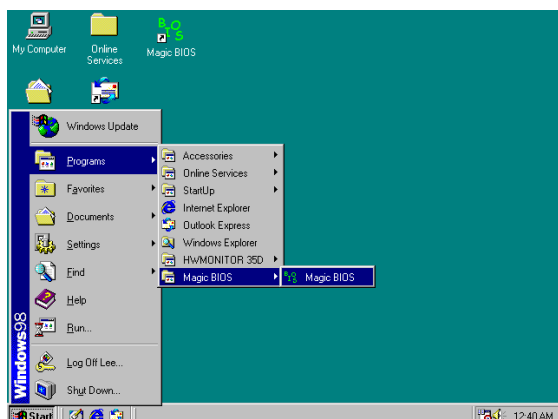 My Computer
Online
Services
Magic BIOS
Windows Update
Programs
Favorites
Documents
Settings
Find
Help
Run...
Log Off Lee...
Shut Down...
Windows98
Accessories
Online Services
StartUp
Internet Explorer
Outlook Express
Windows Explorer
HWMONITOR 35D
Magic BIOS
Magic BIOS
Start
12:40 AM